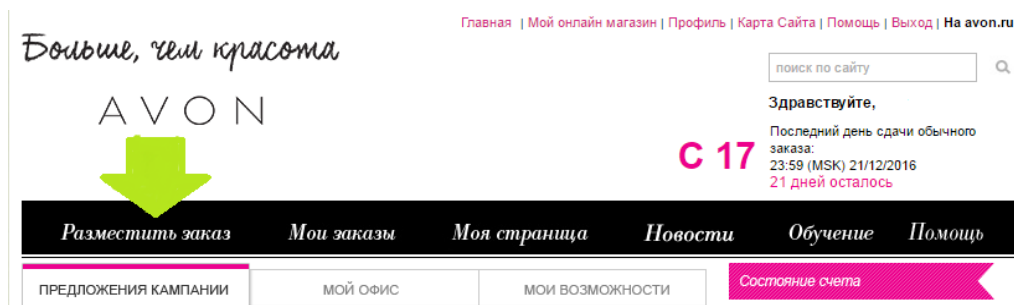 Главная | Мой онлайн магазин | Профиль | Карта Сайта | Помощь | Выход | На avon.ru
Больше, чем красота
поиск по сайту
AVON
Здравствуйте,
Последний день сдачи обычного
заказа:
C 17
23:59 (MSK) 21/12/2016
21 дней осталось
Разместить заказ Мои заказы Моя страница Новости Обучение Помощь
ПРЕДЛОЖЕНИЯ КАМПАНИИ МОЙ ОФИС МОИ ВОЗМОЖНОСТИ Состояние счета